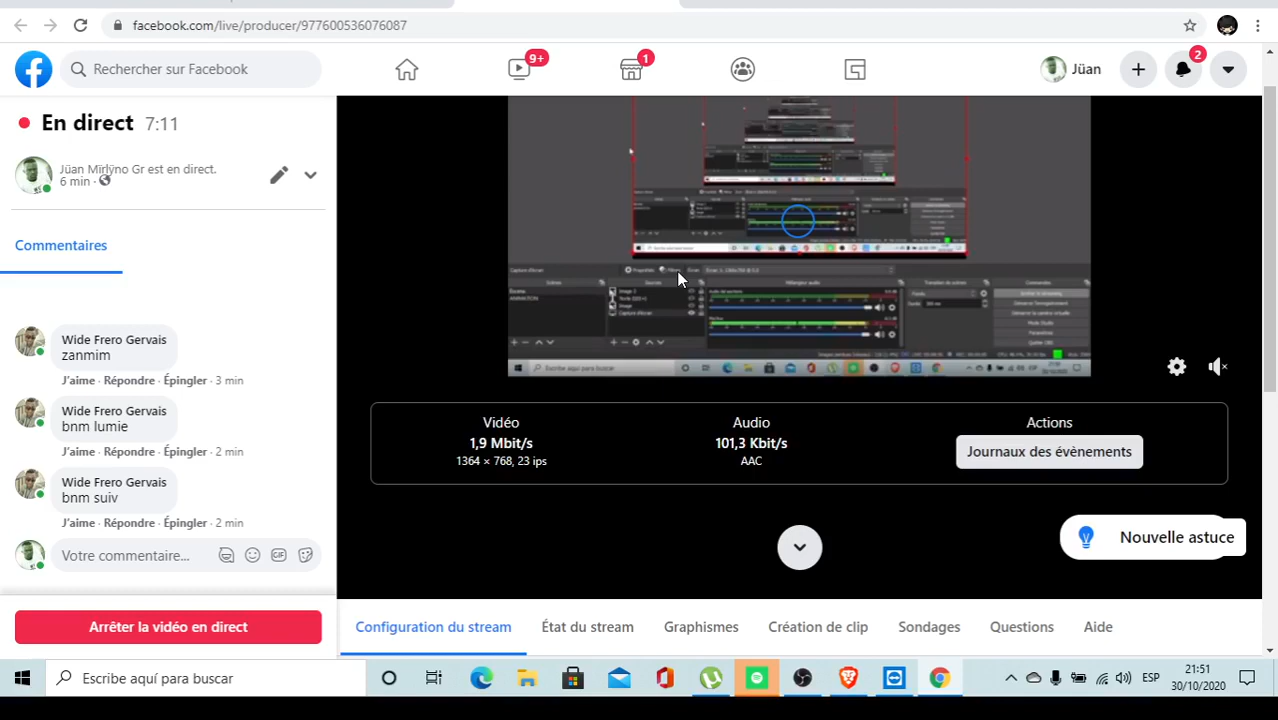 facebook.com/live/producer/977600536076087
Rechercher sur Facebook
9+
1
Jüan
2
En direct 7:11
Jüan Mirlÿno Gr est en direct.
6 min
Commentaires
Wide Frero Gervais
zanmim
J'aime · Répondre · Épingler · 3 min
Wide Frero Gervais
bnm lumie
J'aime · Répondre · Épingler · 2 min
Wide Frero Gervais
bnm suiv
J'aime · Répondre · Épingler · 2 min
Votre commentaire...
GIF
Arrêter la vidéo en direct
Escribe aquí para buscar
Vidéo
1,9 Mbit/s
1364 × 768, 23 ips
Audio
101,3 Kbit/s
AAC
Actions
Journaux des évènements
Nouvelle astuce
Configuration du stream
État du stream
Graphismes
Création de clip
Sondages
Questions
Aide
Escribe aquí para buscar
ESP
21:51
30/10/2020